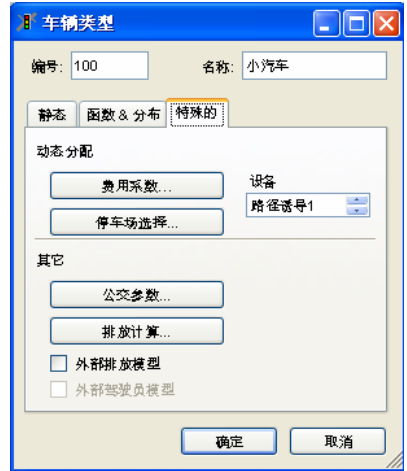 车辆类型
编号: 100 名称: 小汽车
静态 函数 & 分布 特殊的
动态分配
费用系数... 设备
停车场选择... 路径诱导1
其它
公交参数...
排放计算...
外部排放模型
外部驾驶员模型
确定 取消